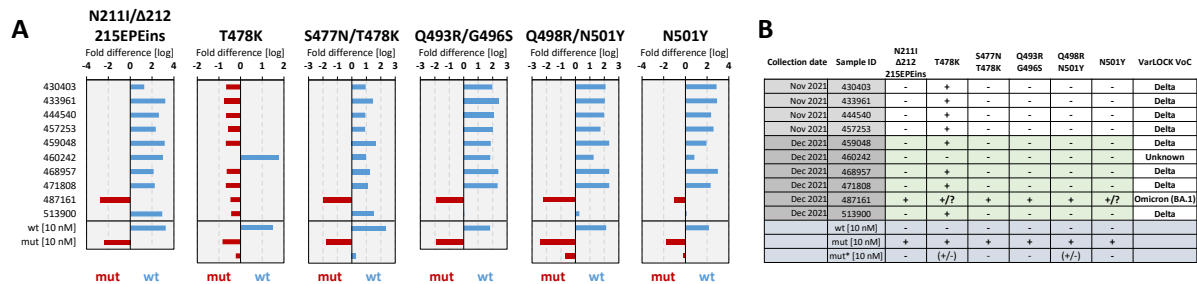 A
N211I/Δ212
215EPEins
T478K
S477N/T478K
Q493R/G496S
Q498R/N501Y
N501Y
Fold difference [log]
Fold difference [log]
Fold difference [log]
Fold difference [log]
Fold difference [log]
Fold difference [log]
-4 -2 0 2 4
-2 -1 0 1 2
-3 -2 -1 0 1 2 3
-3 -2 -1 0 1 2 3
-3 -2 -1 0 1 2 3
-4 -2 0 2 4
430403
433961
444540
457253
459048
460242
468957
471808
487161
513900
wt [10 nM]
mut [10 nM]
mut wt
mut wt
mut wt
mut wt
mut wt
mut wt
B
Collection date Sample ID N211I Δ212 215EPEins T478K S477N T478K Q493R G496S Q498R N501Y N501Y VarLOCK VoC
Nov 2021 430403 - + - - - - Delta
Nov 2021 433961 - + - - - - Delta
Nov 2021 444540 - + - - - - Delta
Nov 2021 457253 - + - - - - Delta
Dec 2021 459048 - + - - - - Delta
Dec 2021 460242 - - - - - - Unknown
Dec 2021 468957 - + - - - - Delta
Dec 2021 471808 - + - - - - Delta
Dec 2021 487161 + +/? + + + +/? Omicron (BA.1)
Dec 2021 513900 - + - - - - Delta
wt [10 nM] - - - - - -
mut [10 nM] + + + + + +
mut* [10 nM] - (+/-) - - (+/-) -